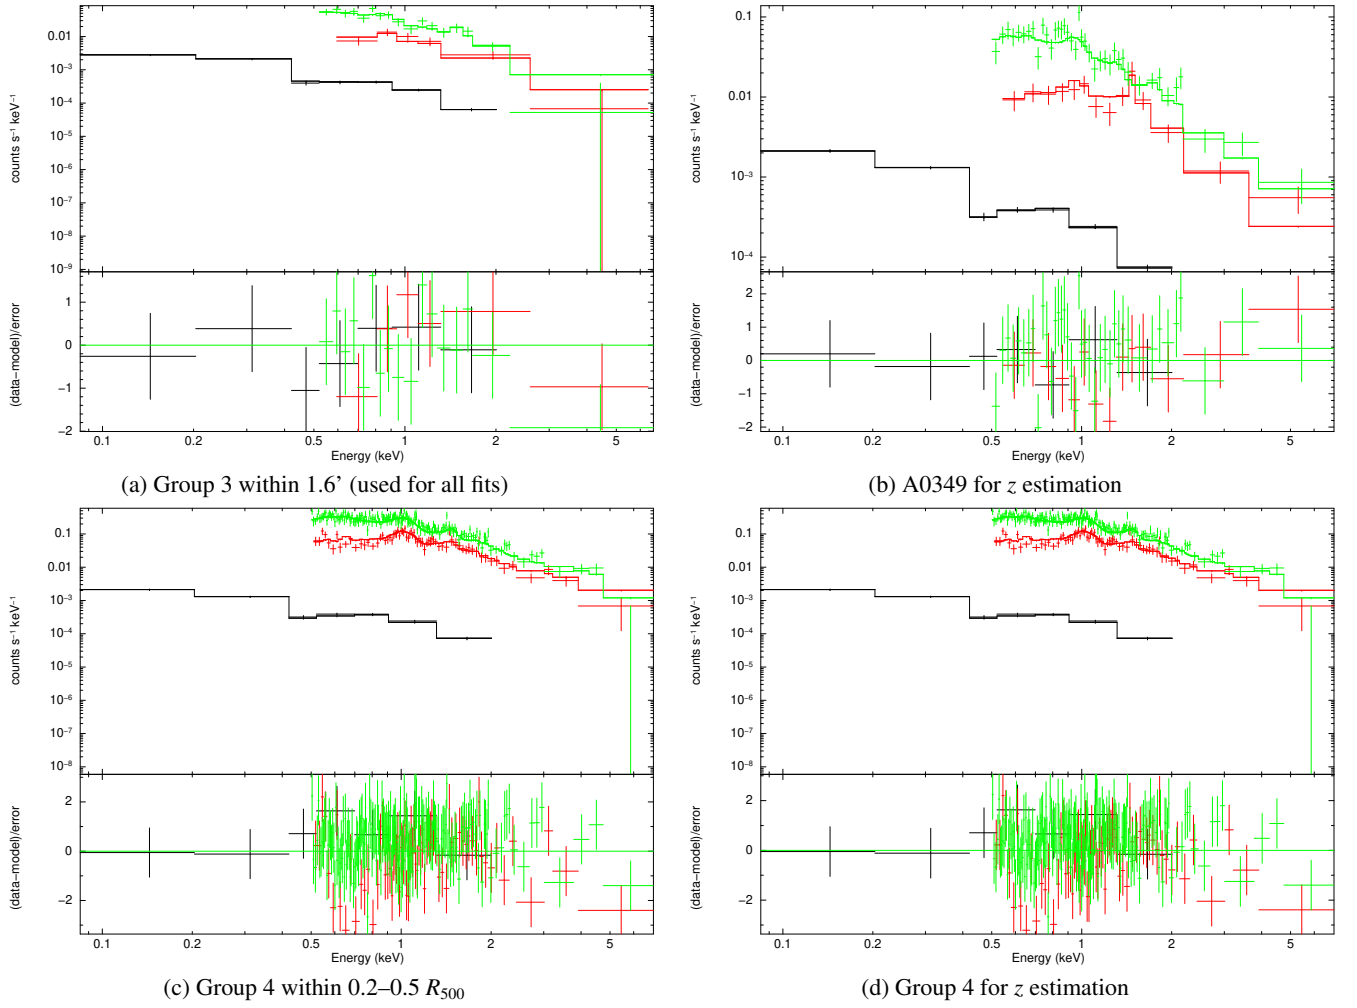 counts s⁻¹ keV⁻¹
0.01
10⁻³
10⁻⁴
10⁻⁵
10⁻⁶
10⁻⁷
10⁻⁸
10⁻⁹
(data−model)/error
1
0
−1
−2
0.1 0.2 0.5 1 2 5
Energy (keV)
(a) Group 3 within 1.6’ (used for all fits)
counts s⁻¹ keV⁻¹
0.1
0.01
10⁻³
10⁻⁴
(data−model)/error
2
1
0
−1
−2
0.1 0.2 0.5 1 2 5
Energy (keV)
(b) A0349 for z estimation
counts s⁻¹ keV⁻¹
0.1
0.01
10⁻³
10⁻⁴
10⁻⁵
10⁻⁶
10⁻⁷
10⁻⁸
(data−model)/error
2
0
−2
0.1 0.2 0.5 1 2 5
Energy (keV)
(c) Group 4 within 0.2–0.5 R₅₀₀
counts s⁻¹ keV⁻¹
0.1
0.01
10⁻³
10⁻⁴
10⁻⁵
10⁻⁶
10⁻⁷
10⁻⁸
(data−model)/error
2
0
−2
0.1 0.2 0.5 1 2 5
Energy (keV)
(d) Group 4 for z estimation